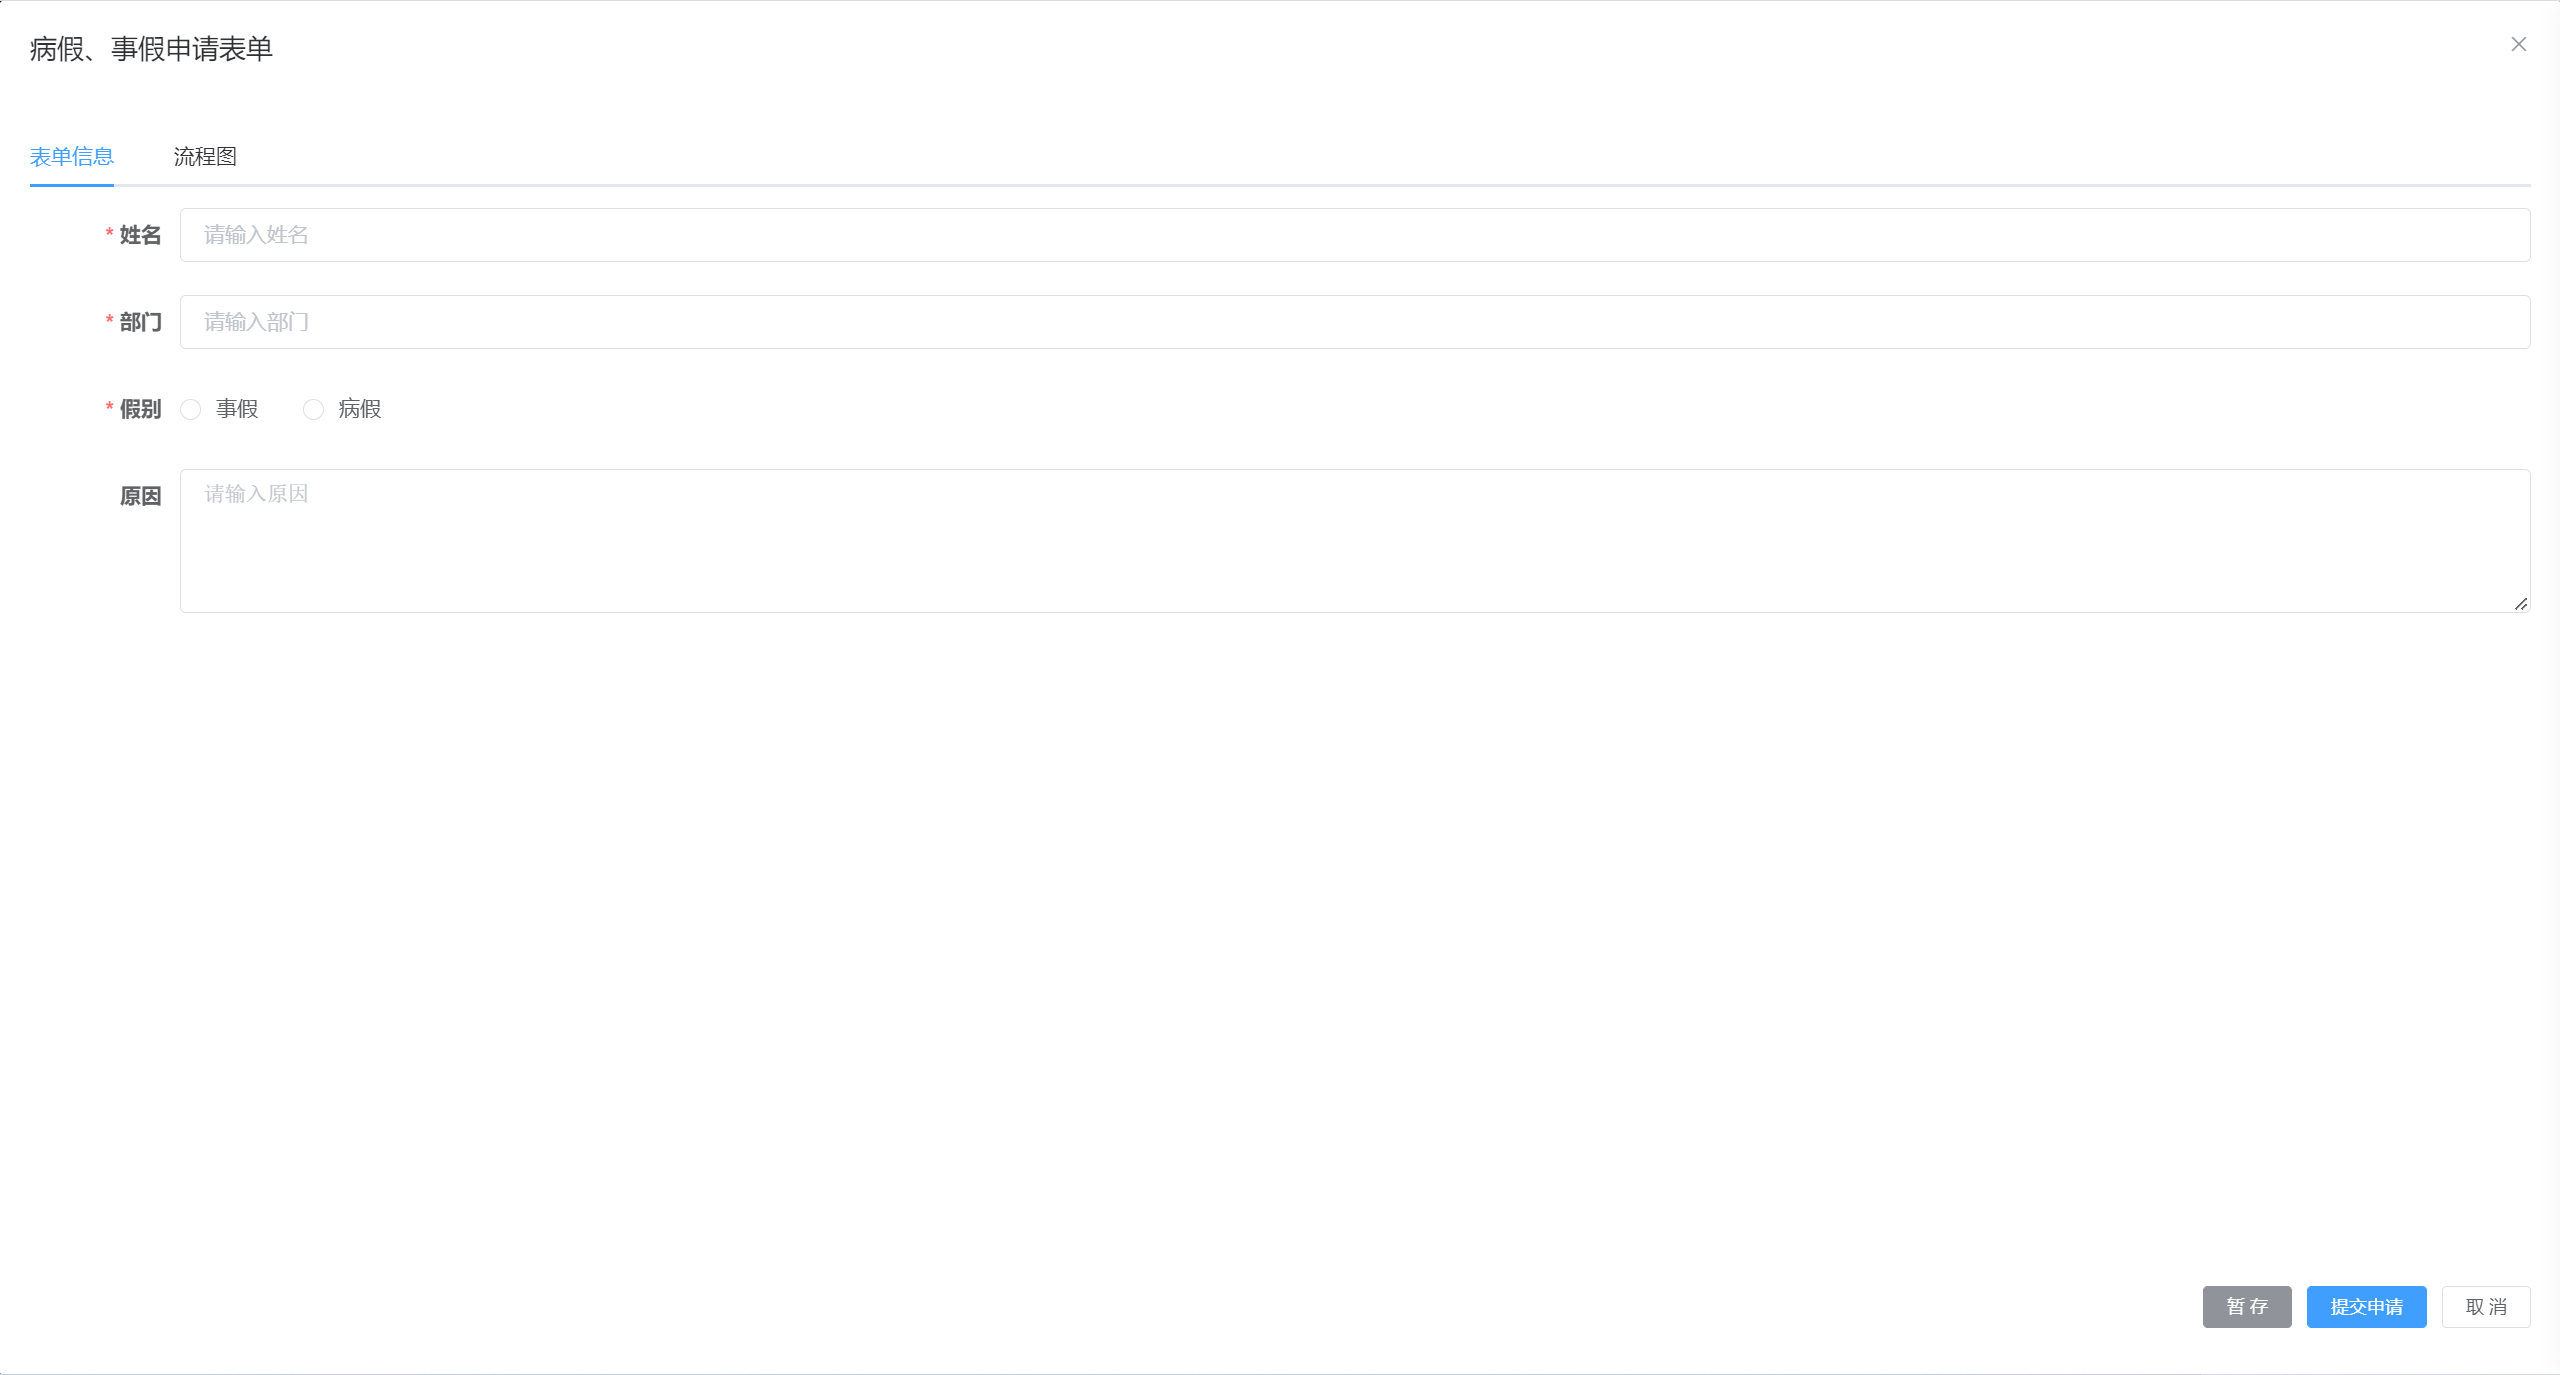 病假、事假申请表单
表单信息 流程图
* 姓名 请输入姓名
* 部门 请输入部门
* 假别 事假 病假
原因 请输入原因
暂 存 提交申请 取 消